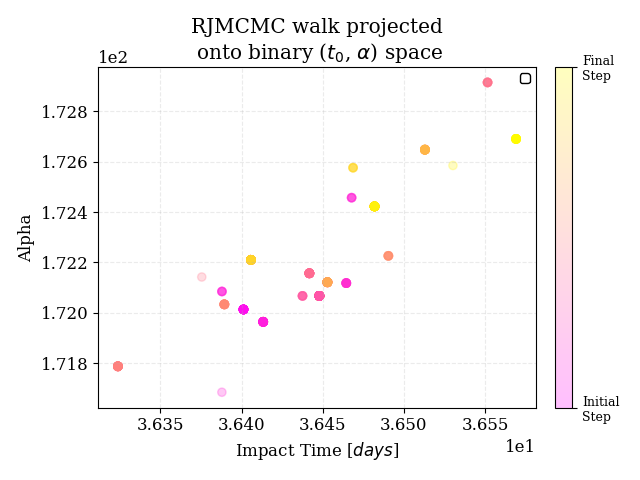 RJMCMC walk projected
onto binary (t₀, α) space
1e2
1.728
1.726
1.724
1.722
1.720
1.718
Alpha
3.635
3.640
3.645
3.650
3.655
1e1
Impact Time [days]
Final
Step
Initial
Step